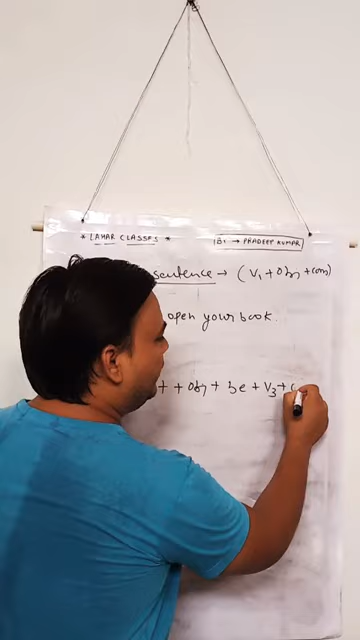 * LAHAR CLASSES * BY → PRADEEP KUMAR
sentence → (V₁ + obj + com)
open your book.
+ obj + be + V₃ +